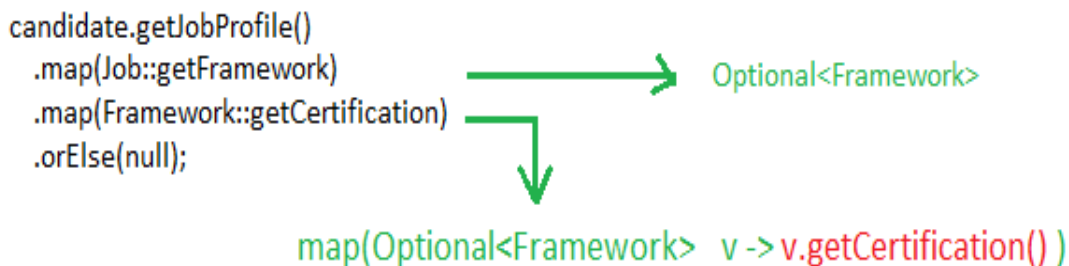 candidate.getJobProfile()
.map(Job::getFramework)
Optional<Framework>
.map(Framework::getCertification)
.orElse(null);
map(Optional<Framework> v -> v.getCertification() )